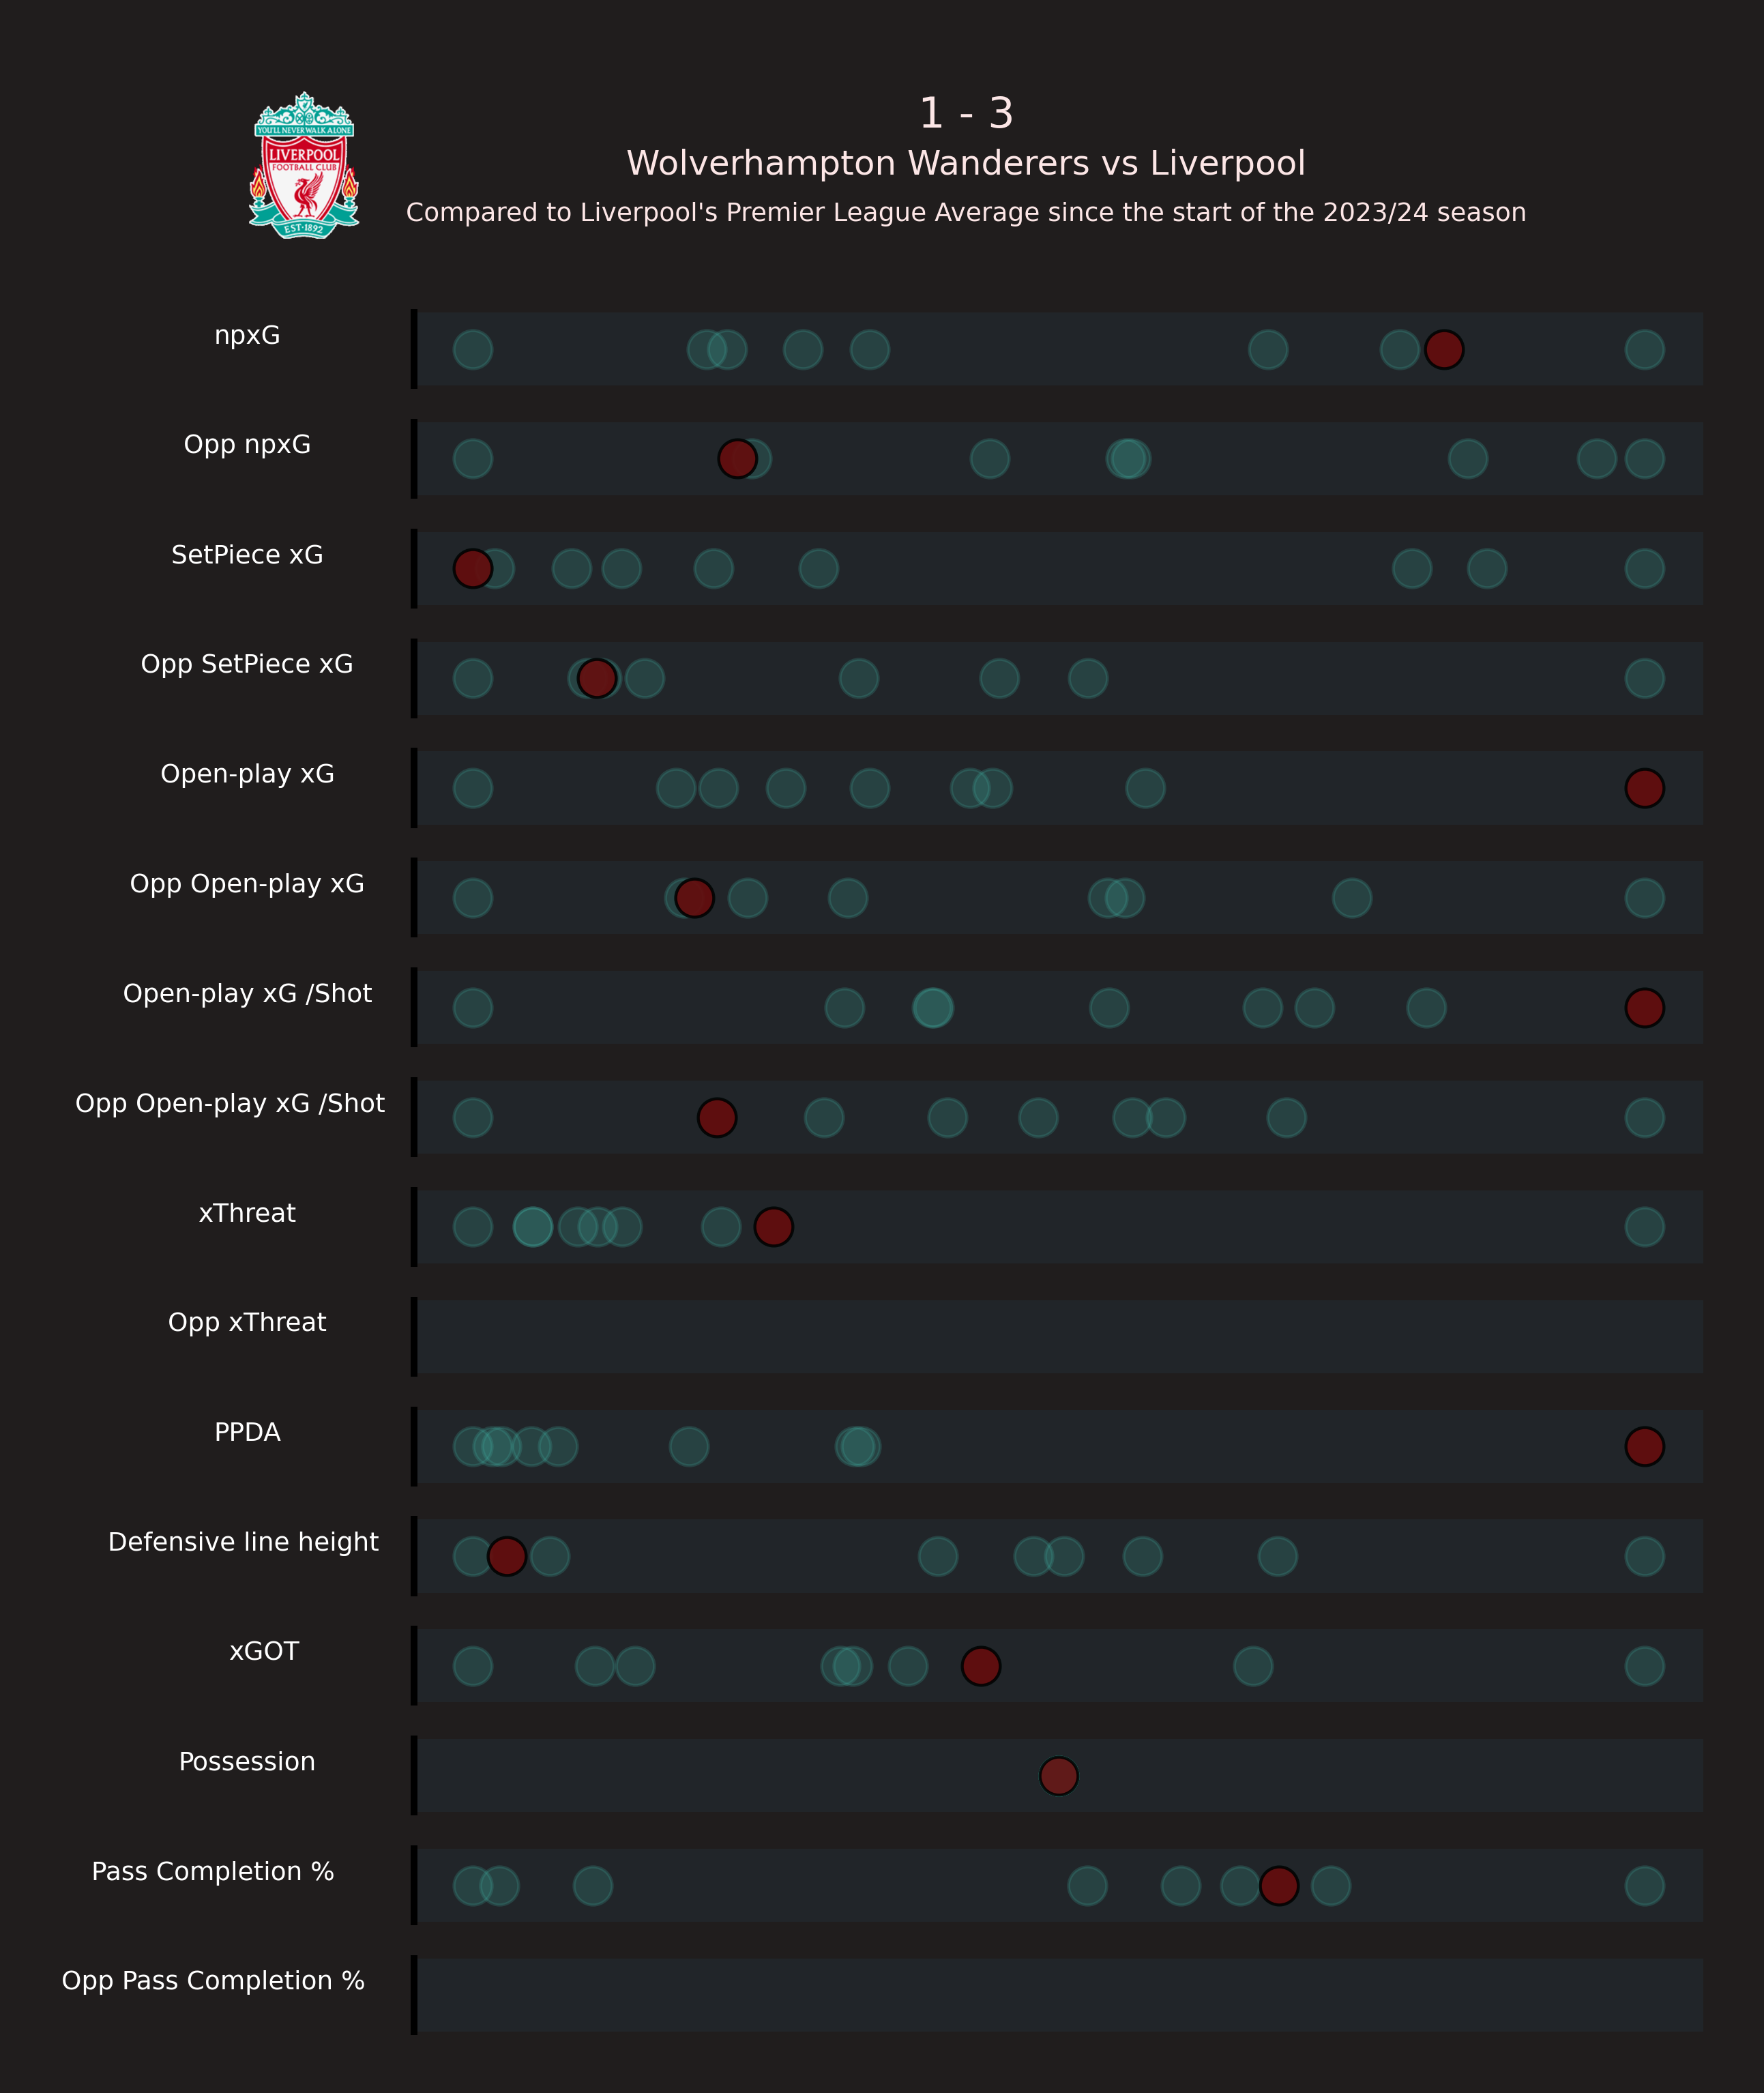 YOU'LL NEVER WALK ALONE
LIVERPOOL
FOOTBALL CLUB
EST·1892
1 - 3
Wolverhampton Wanderers vs Liverpool
Compared to Liverpool's Premier League Average since the start of the 2023/24 season
npxG
Opp npxG
SetPiece xG
Opp SetPiece xG
Open-play xG
Opp Open-play xG
Open-play xG /Shot
Opp Open-play xG /Shot
xThreat
Opp xThreat
PPDA
Defensive line height
xGOT
Possession
Pass Completion %
Opp Pass Completion %